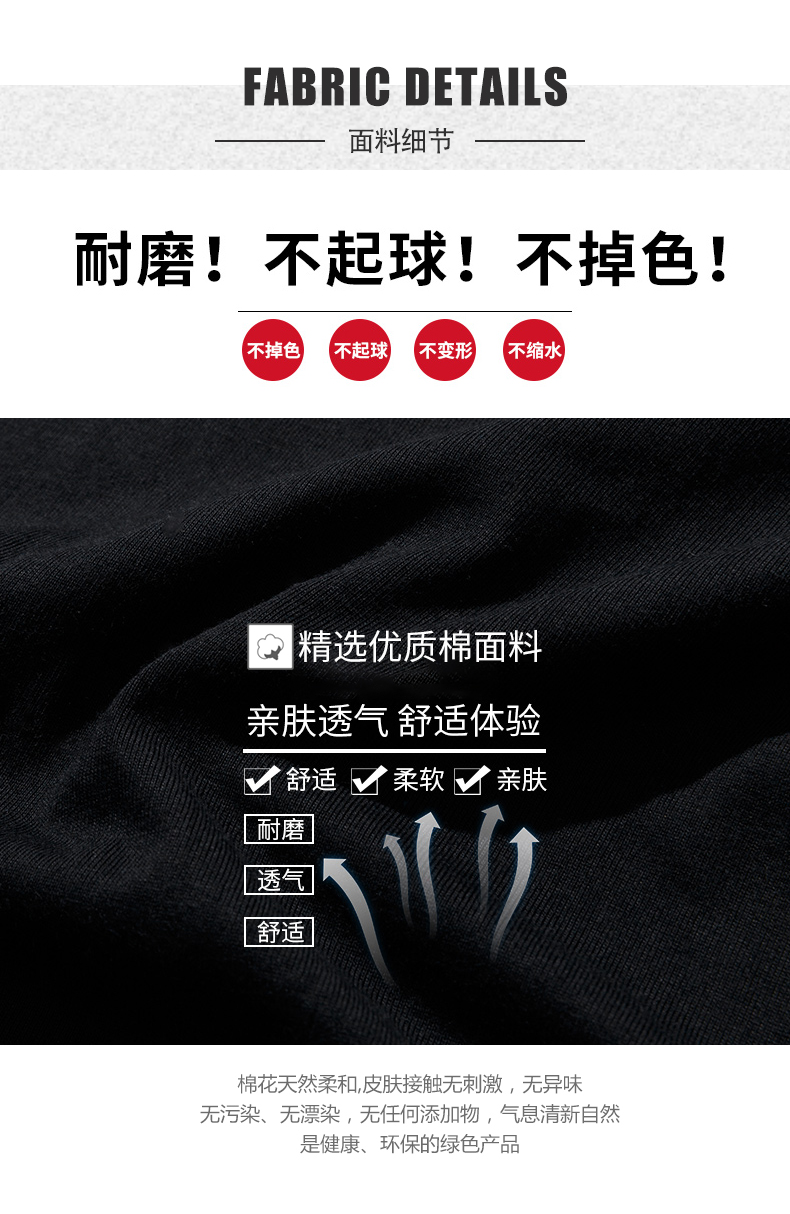 FABRIC DETAILS
面料细节
耐磨！不起球！不掉色！
不掉色 不起球 不变形 不缩水
精选优质棉面料
亲肤透气 舒适体验
舒适 柔软 亲肤
耐磨
透气
舒适
棉花天然柔和,皮肤接触无刺激，无异味
无污染、无漂染，无任何添加物，气息清新自然
是健康、环保的绿色产品